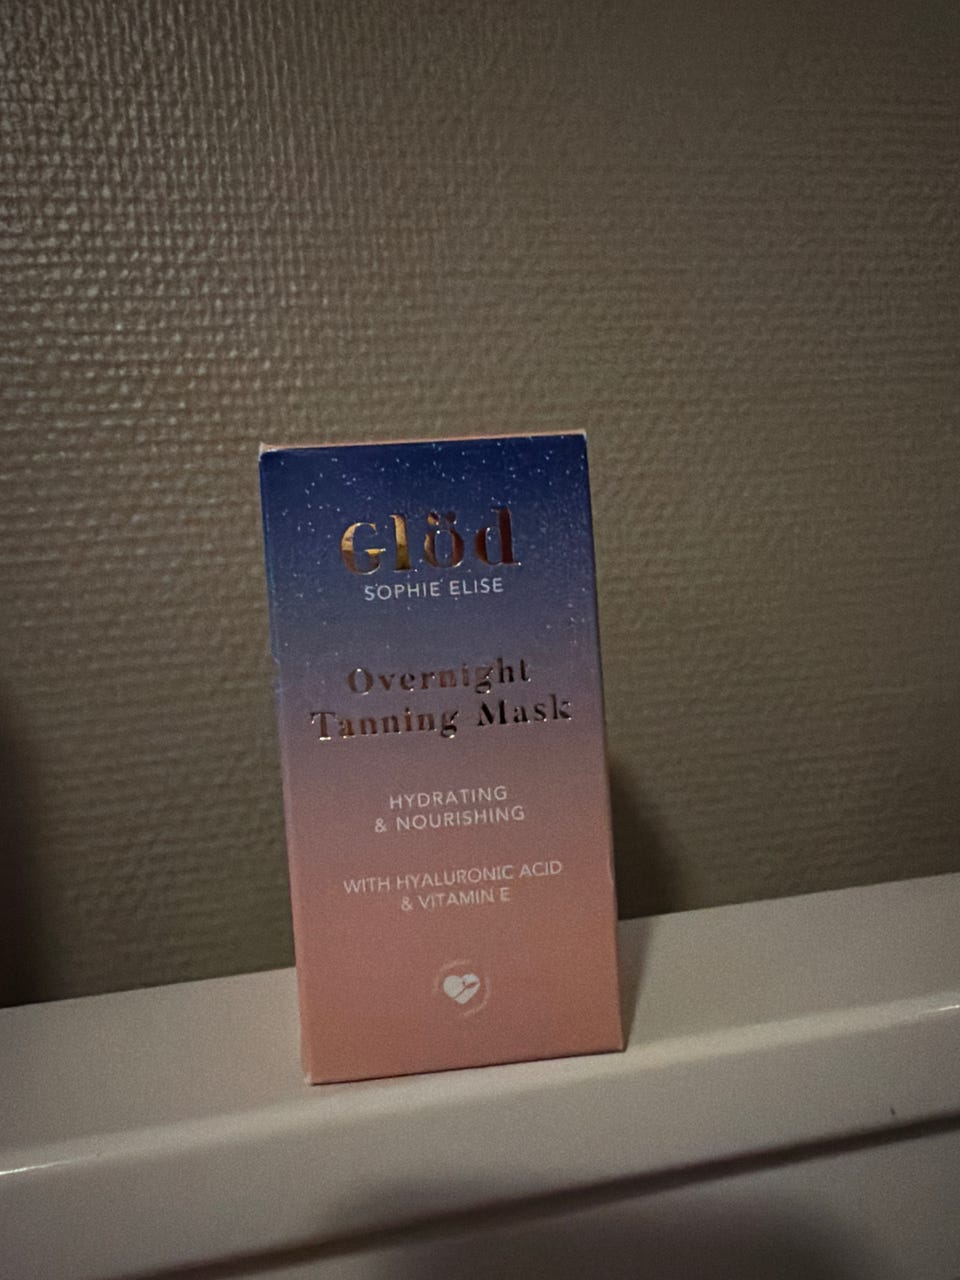 Glöd
SOPHIE ELISE
Overnight
Tanning Mask
HYDRATING
& NOURISHING
WITH HYALURONIC ACID
& VITAMIN E